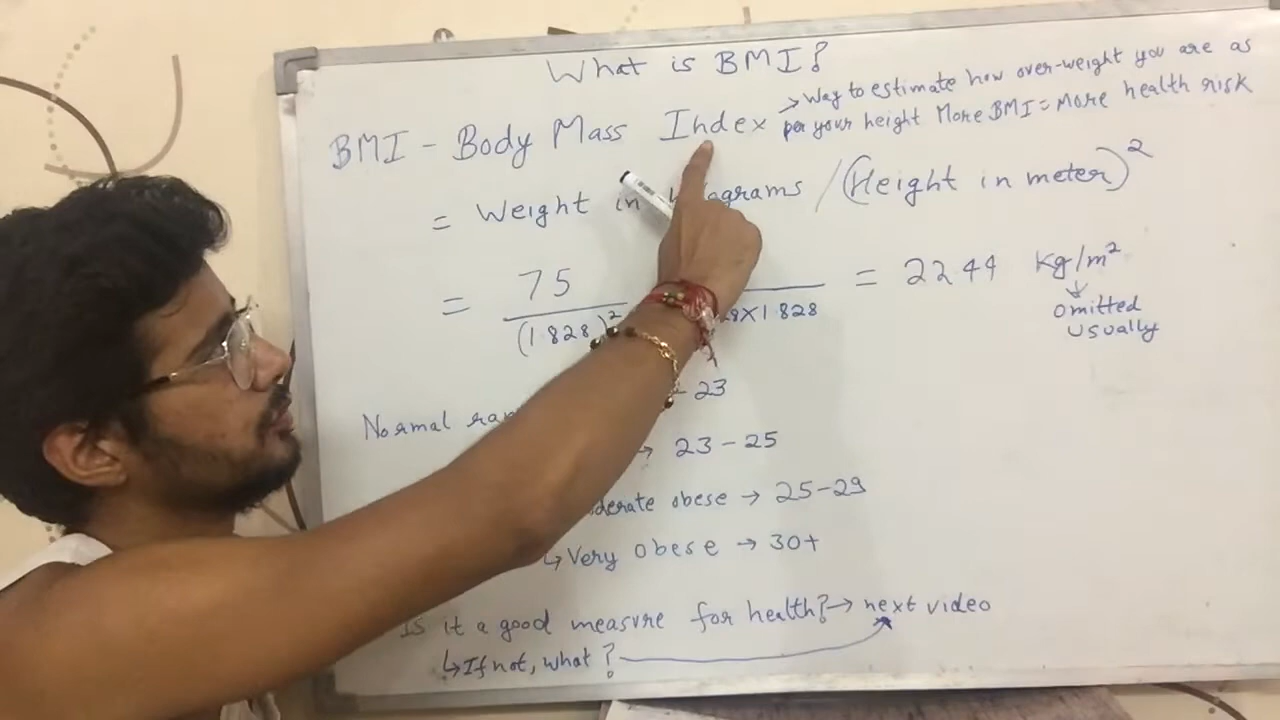 What is BMI?
BMI - Body Mass Index → Way to estimate how over-weight you are as
per your height More BMI = More health risk
= Weight in grams / (Height in meter)²
= 75 / (1.828)² 28×1.828 = 22.44 Kg/m²
↓
omitted
usually
Normal 23
→ 23 - 25
derate obese → 25-29
↳ Very Obese → 30+
Is it a good measure for health? → next video
↳ If not, what?